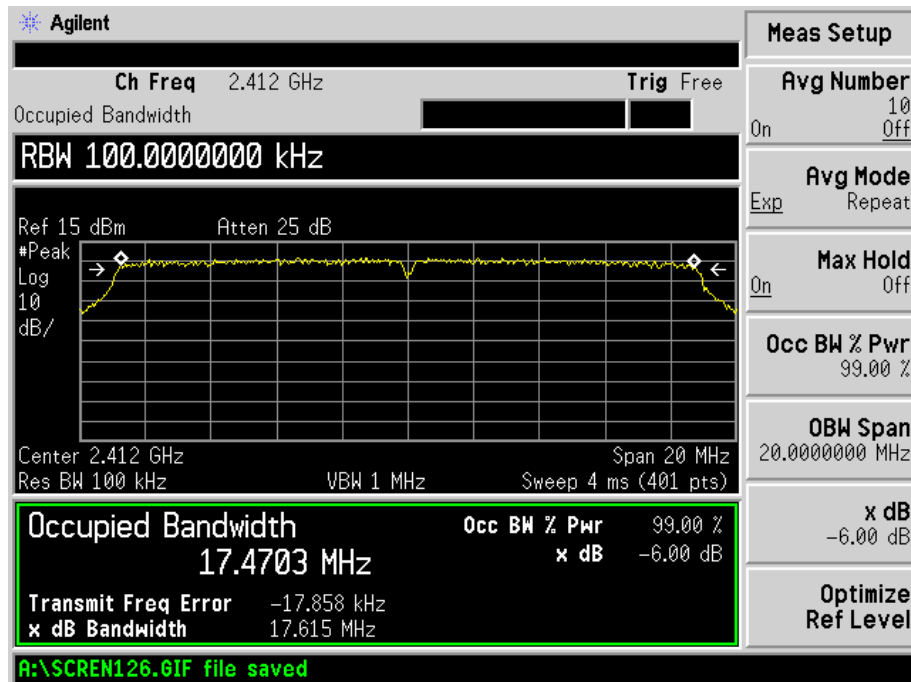 Agilent
Ch Freq 2.412 GHz Trig Free
Occupied Bandwidth
RBW 100.0000000 kHz
Ref 15 dBm Atten 25 dB
#Peak
Log
10
dB/
Center 2.412 GHz Span 20 MHz
Res BW 100 kHz VBW 1 MHz Sweep 4 ms (401 pts)
Occupied Bandwidth
17.4703 MHz
Occ BW % Pwr 99.00 %
x dB -6.00 dB
Transmit Freq Error -17.858 kHz
x dB Bandwidth 17.615 MHz
A:\SCREN126.GIF file saved
Meas Setup
Avg Number
10
On Off
Avg Mode
Exp Repeat
Max Hold
On Off
Occ BW % Pwr
99.00 %
OBW Span
20.0000000 MHz
x dB
-6.00 dB
Optimize
Ref Level